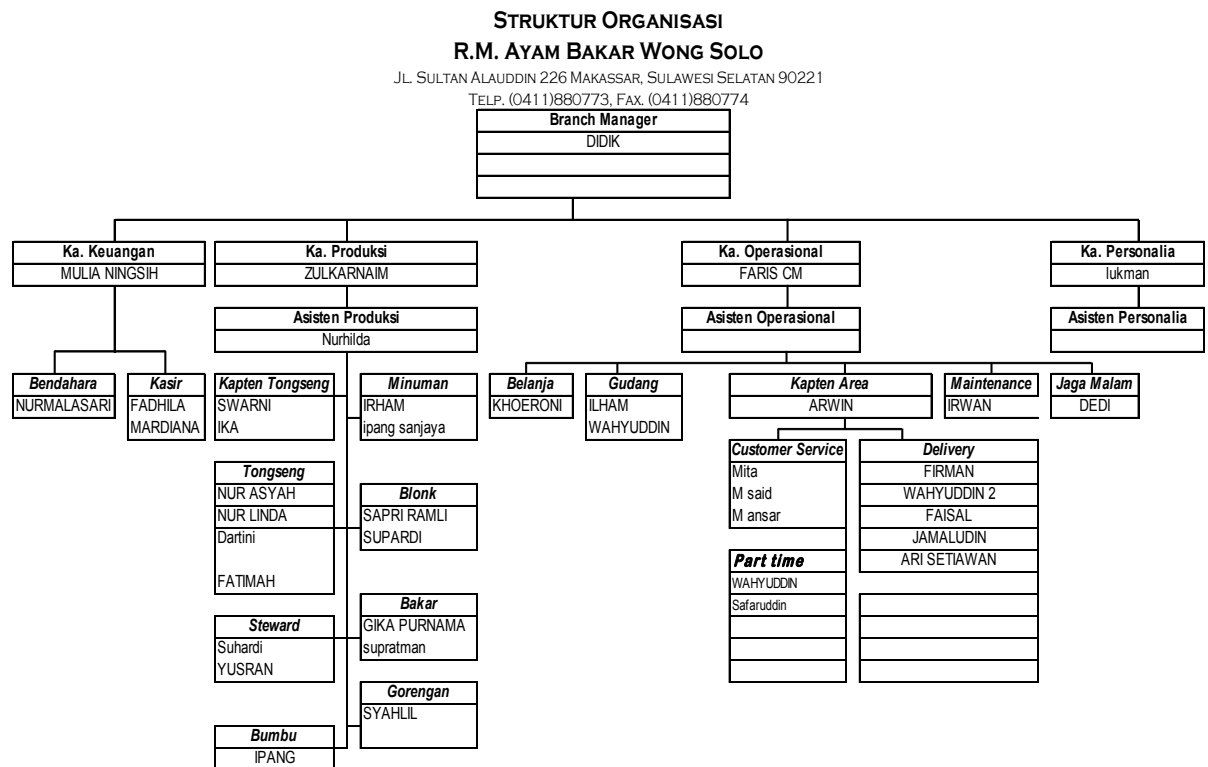 STRUKTUR ORGANISASI
R.M. AYAM BAKAR WONG SOLO
JL. SULTAN ALAUDDIN 226 MAKASSAR, SULAWESI SELATAN 90221
TELP. (0411)880773, FAX. (0411)880774
Branch Manager
DIDIK
Ka. Keuangan
MULIA NINGSIH
Ka. Produksi
ZULKARNAIM
Ka. Operasional
FARIS CM
Ka. Personalia
lukman
Asisten Produksi
Nurhilda
Asisten Operasional
Asisten Personalia
Bendahara
NURMALASARI
Kasir
FADHILA
MARDIANA
Kapten Tongseng
SWARNI
IKA
Minuman
IRHAM
ipang sanjaya
Belanja
KHOERONI
Gudang
ILHAM
WAHYUDDIN
Kapten Area
ARWIN
Maintenance
IRWAN
Jaga Malam
DEDI
Tongseng
NUR ASYAH
NUR LINDA
Dartini
FATIMAH
Blonk
SAPRI RAMLI
SUPARDI
Customer Service
Mita
M said
M ansar
Delivery
FIRMAN
WAHYUDDIN 2
FAISAL
JAMALUDIN
ARI SETIAWAN
Part time
WAHYUDDIN
Safaruddin
Steward
Suhardi
YUSRAN
Bakar
GIKA PURNAMA
supratman
Gorengan
SYAHLIL
Bumbu
IPANG